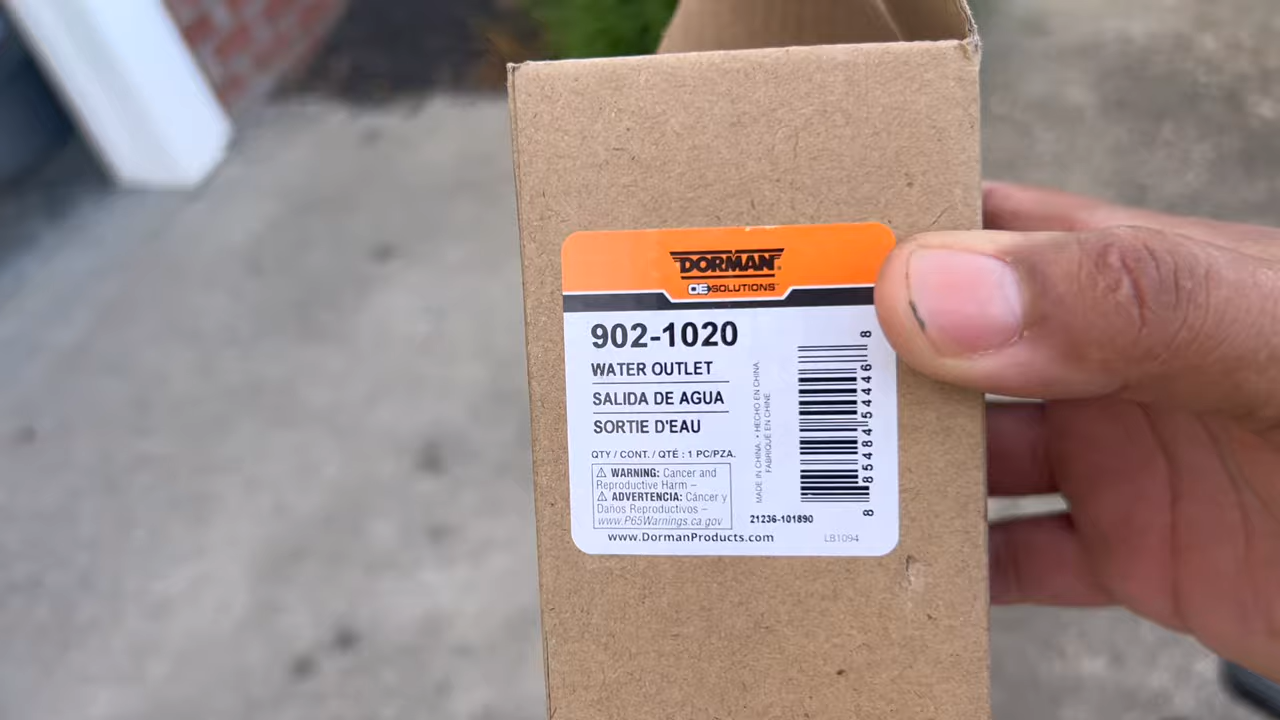 DORMAN®
OE SOLUTIONS™
902-1020
WATER OUTLET
SALIDA DE AGUA
SORTIE D'EAU
QTY / CONT. / QTÉ : 1 PC/PZA.
⚠ WARNING: Cancer and
Reproductive Harm –
⚠ ADVERTENCIA: Cáncer y
Daños Reproductivos –
www.P65Warnings.ca.gov
MADE IN CHINA. • HECHO EN CHINA.
FABRIQUÉ EN CHINE
8 85484 54446 8
21236-101890
www.DormanProducts.com
LB1094